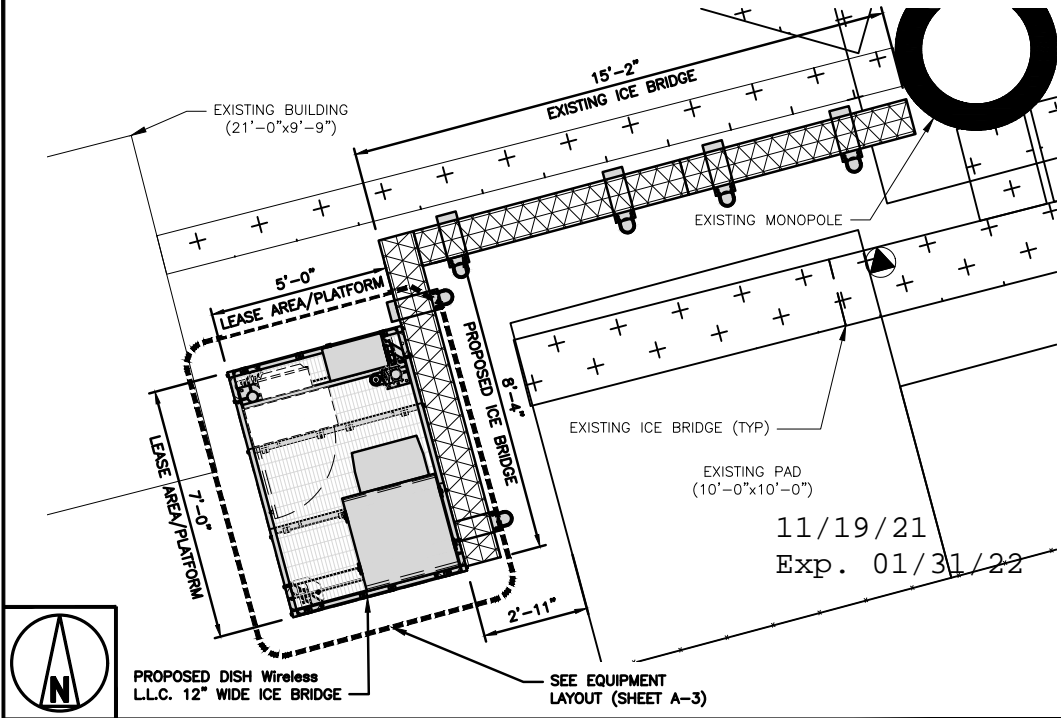 15'-2"
EXISTING ICE BRIDGE
EXISTING BUILDING
(21'-0"x9'-9")
EXISTING MONOPOLE
5'-0"
LEASE AREA/PLATFORM
PROPOSED ICE BRIDGE
8'-4"
EXISTING ICE BRIDGE (TYP)
LEASE AREA/PLATFORM
7'-0"
EXISTING PAD
(10'-0"x10'-0")
11/19/21
Exp. 01/31/22
2'-11"
N
PROPOSED DISH Wireless
L.L.C. 12" WIDE ICE BRIDGE
SEE EQUIPMENT
LAYOUT (SHEET A-3)